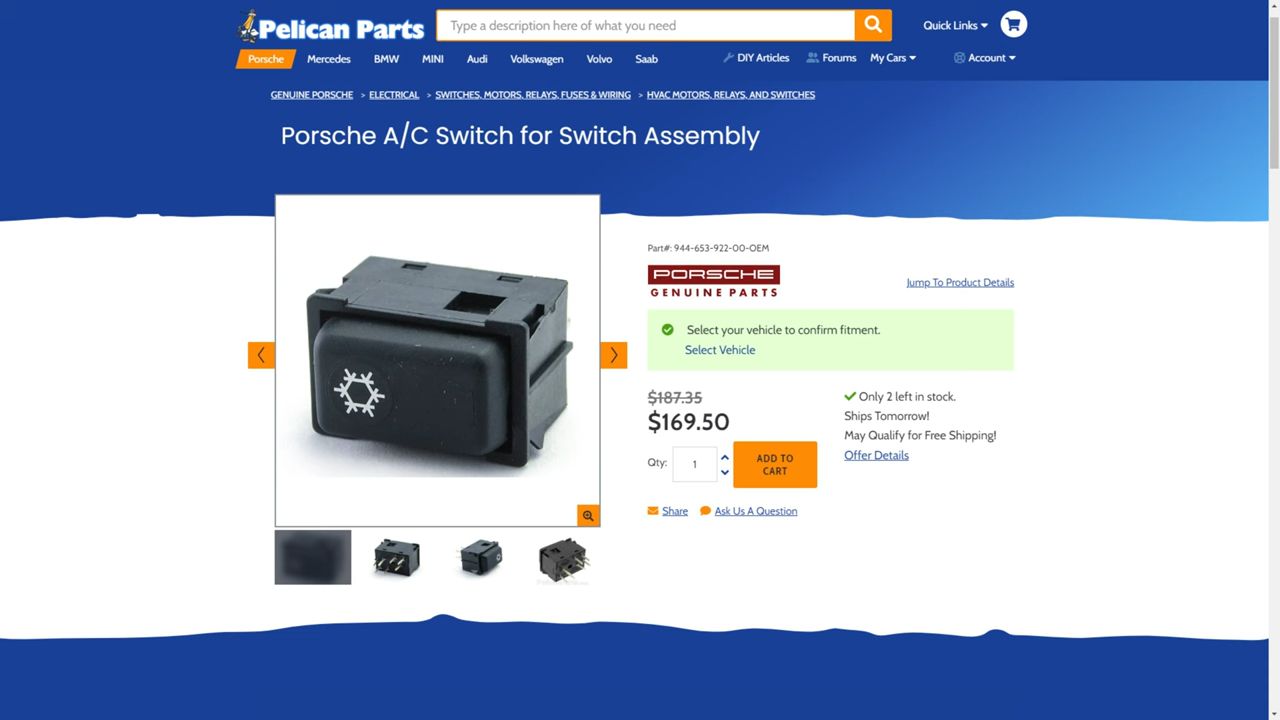 Pelican Parts
Type a description here of what you need
Quick Links
Porsche
Mercedes
BMW
MINI
Audi
Volkswagen
Volvo
Saab
DIY Articles
Forums
My Cars
Account
GENUINE PORSCHE > ELECTRICAL > SWITCHES, MOTORS, RELAYS, FUSES & WIRING > HVAC MOTORS, RELAYS, AND SWITCHES
Porsche A/C Switch for Switch Assembly
Part#: 944-653-922-00-OEM
PORSCHE
GENUINE PARTS
Jump To Product Details
Select your vehicle to confirm fitment.
Select Vehicle
$187.35
$169.50
Qty: 1
ADD TO
CART
Only 2 left in stock.
Ships Tomorrow!
May Qualify for Free Shipping!
Offer Details
Share
Ask Us A Question